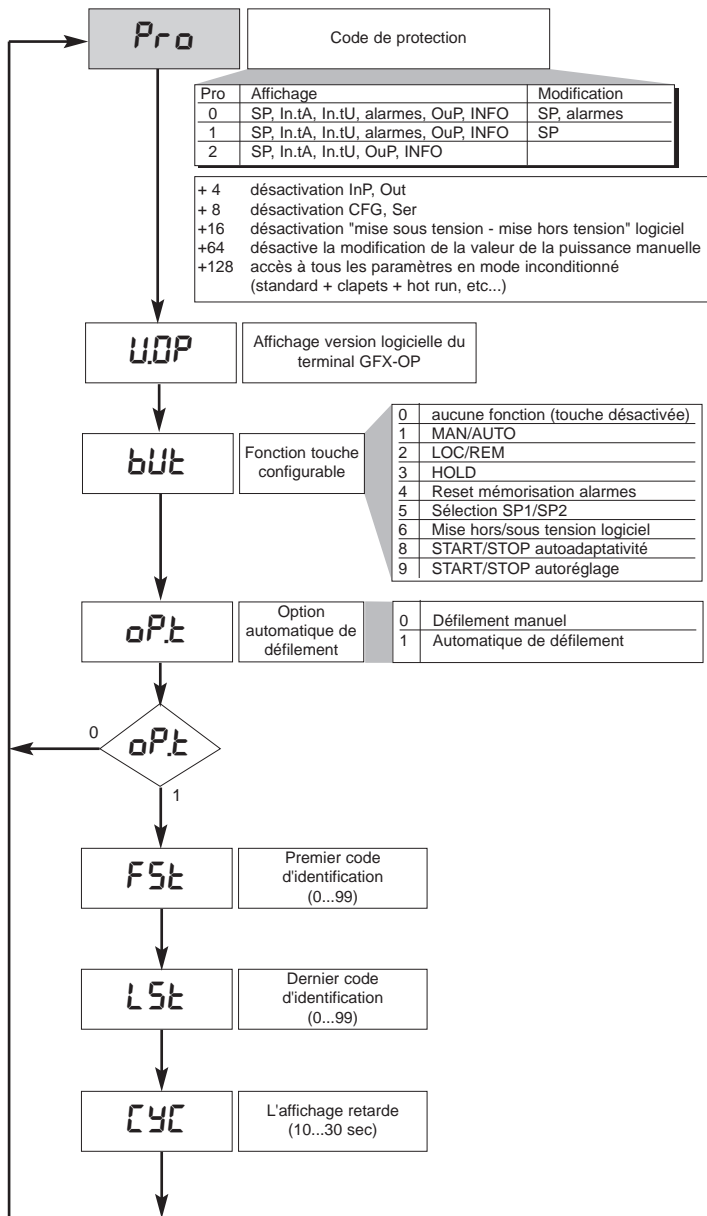 Pro
Code de protection
Pro Affichage Modification
0 SP, In.tA, In.tU, alarmes, OuP, INFO SP, alarmes
1 SP, In.tA, In.tU, alarmes, OuP, INFO SP
2 SP, In.tA, In.tU, OuP, INFO
+ 4 désactivation InP, Out
+ 8 désactivation CFG, Ser
+16 désactivation "mise sous tension - mise hors tension" logiciel
+64 désactive la modification de la valeur de la puissance manuelle
+128 accès à tous les paramètres en mode inconditionné
(standard + clapets + hot run, etc...)
U.OP
Affichage version logicielle du
terminal GFX-OP
bUt
Fonction touche
configurable
0 aucune fonction (touche désactivée)
1 MAN/AUTO
2 LOC/REM
3 HOLD
4 Reset mémorisation alarmes
5 Sélection SP1/SP2
6 Mise hors/sous tension logiciel
8 START/STOP autoadaptativité
9 START/STOP autoréglage
oP.t
Option
automatique de
défilement
0 Défilement manuel
1 Automatique de défilement
0
oP.t
1
FSt
Premier code
d'identification
(0...99)
LSt
Dernier code
d'identification
(0...99)
CYC
L'affichage retarde
(10...30 sec)